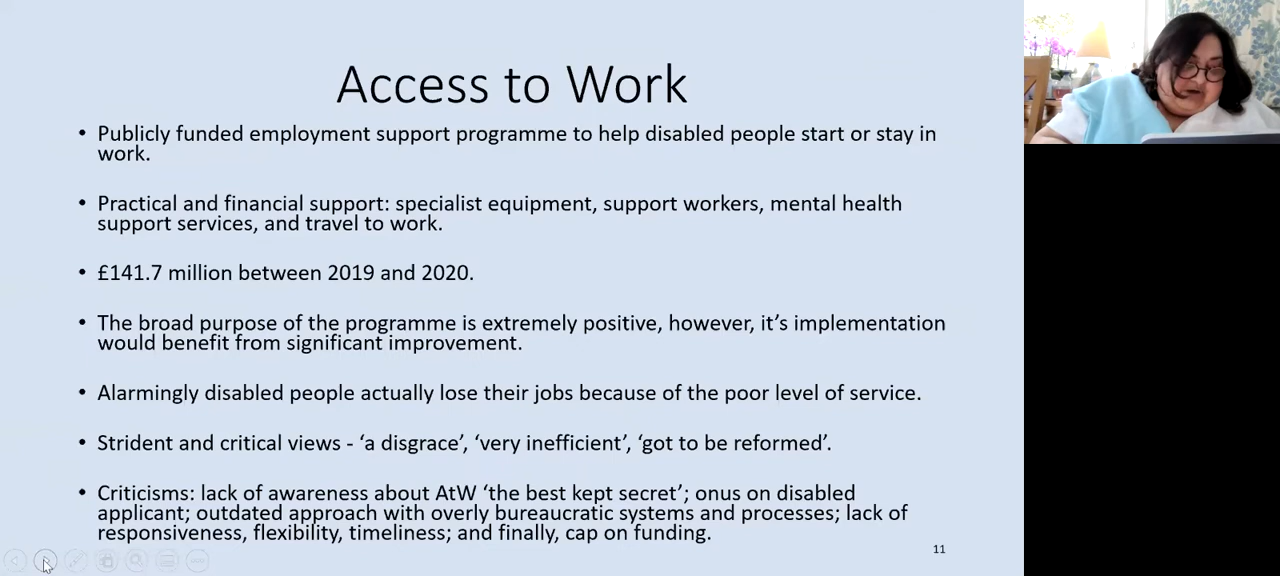 Access to Work
• Publicly funded employment support programme to help disabled people start or stay in
work.
• Practical and financial support: specialist equipment, support workers, mental health
support services, and travel to work.
• £141.7 million between 2019 and 2020.
• The broad purpose of the programme is extremely positive, however, it’s implementation
would benefit from significant improvement.
• Alarmingly disabled people actually lose their jobs because of the poor level of service.
• Strident and critical views - ‘a disgrace’, ‘very inefficient’, ‘got to be reformed’.
• Criticisms: lack of awareness about AtW ‘the best kept secret’; onus on disabled
applicant; outdated approach with overly bureaucratic systems and processes; lack of
responsiveness, flexibility, timeliness; and finally, cap on funding.
11